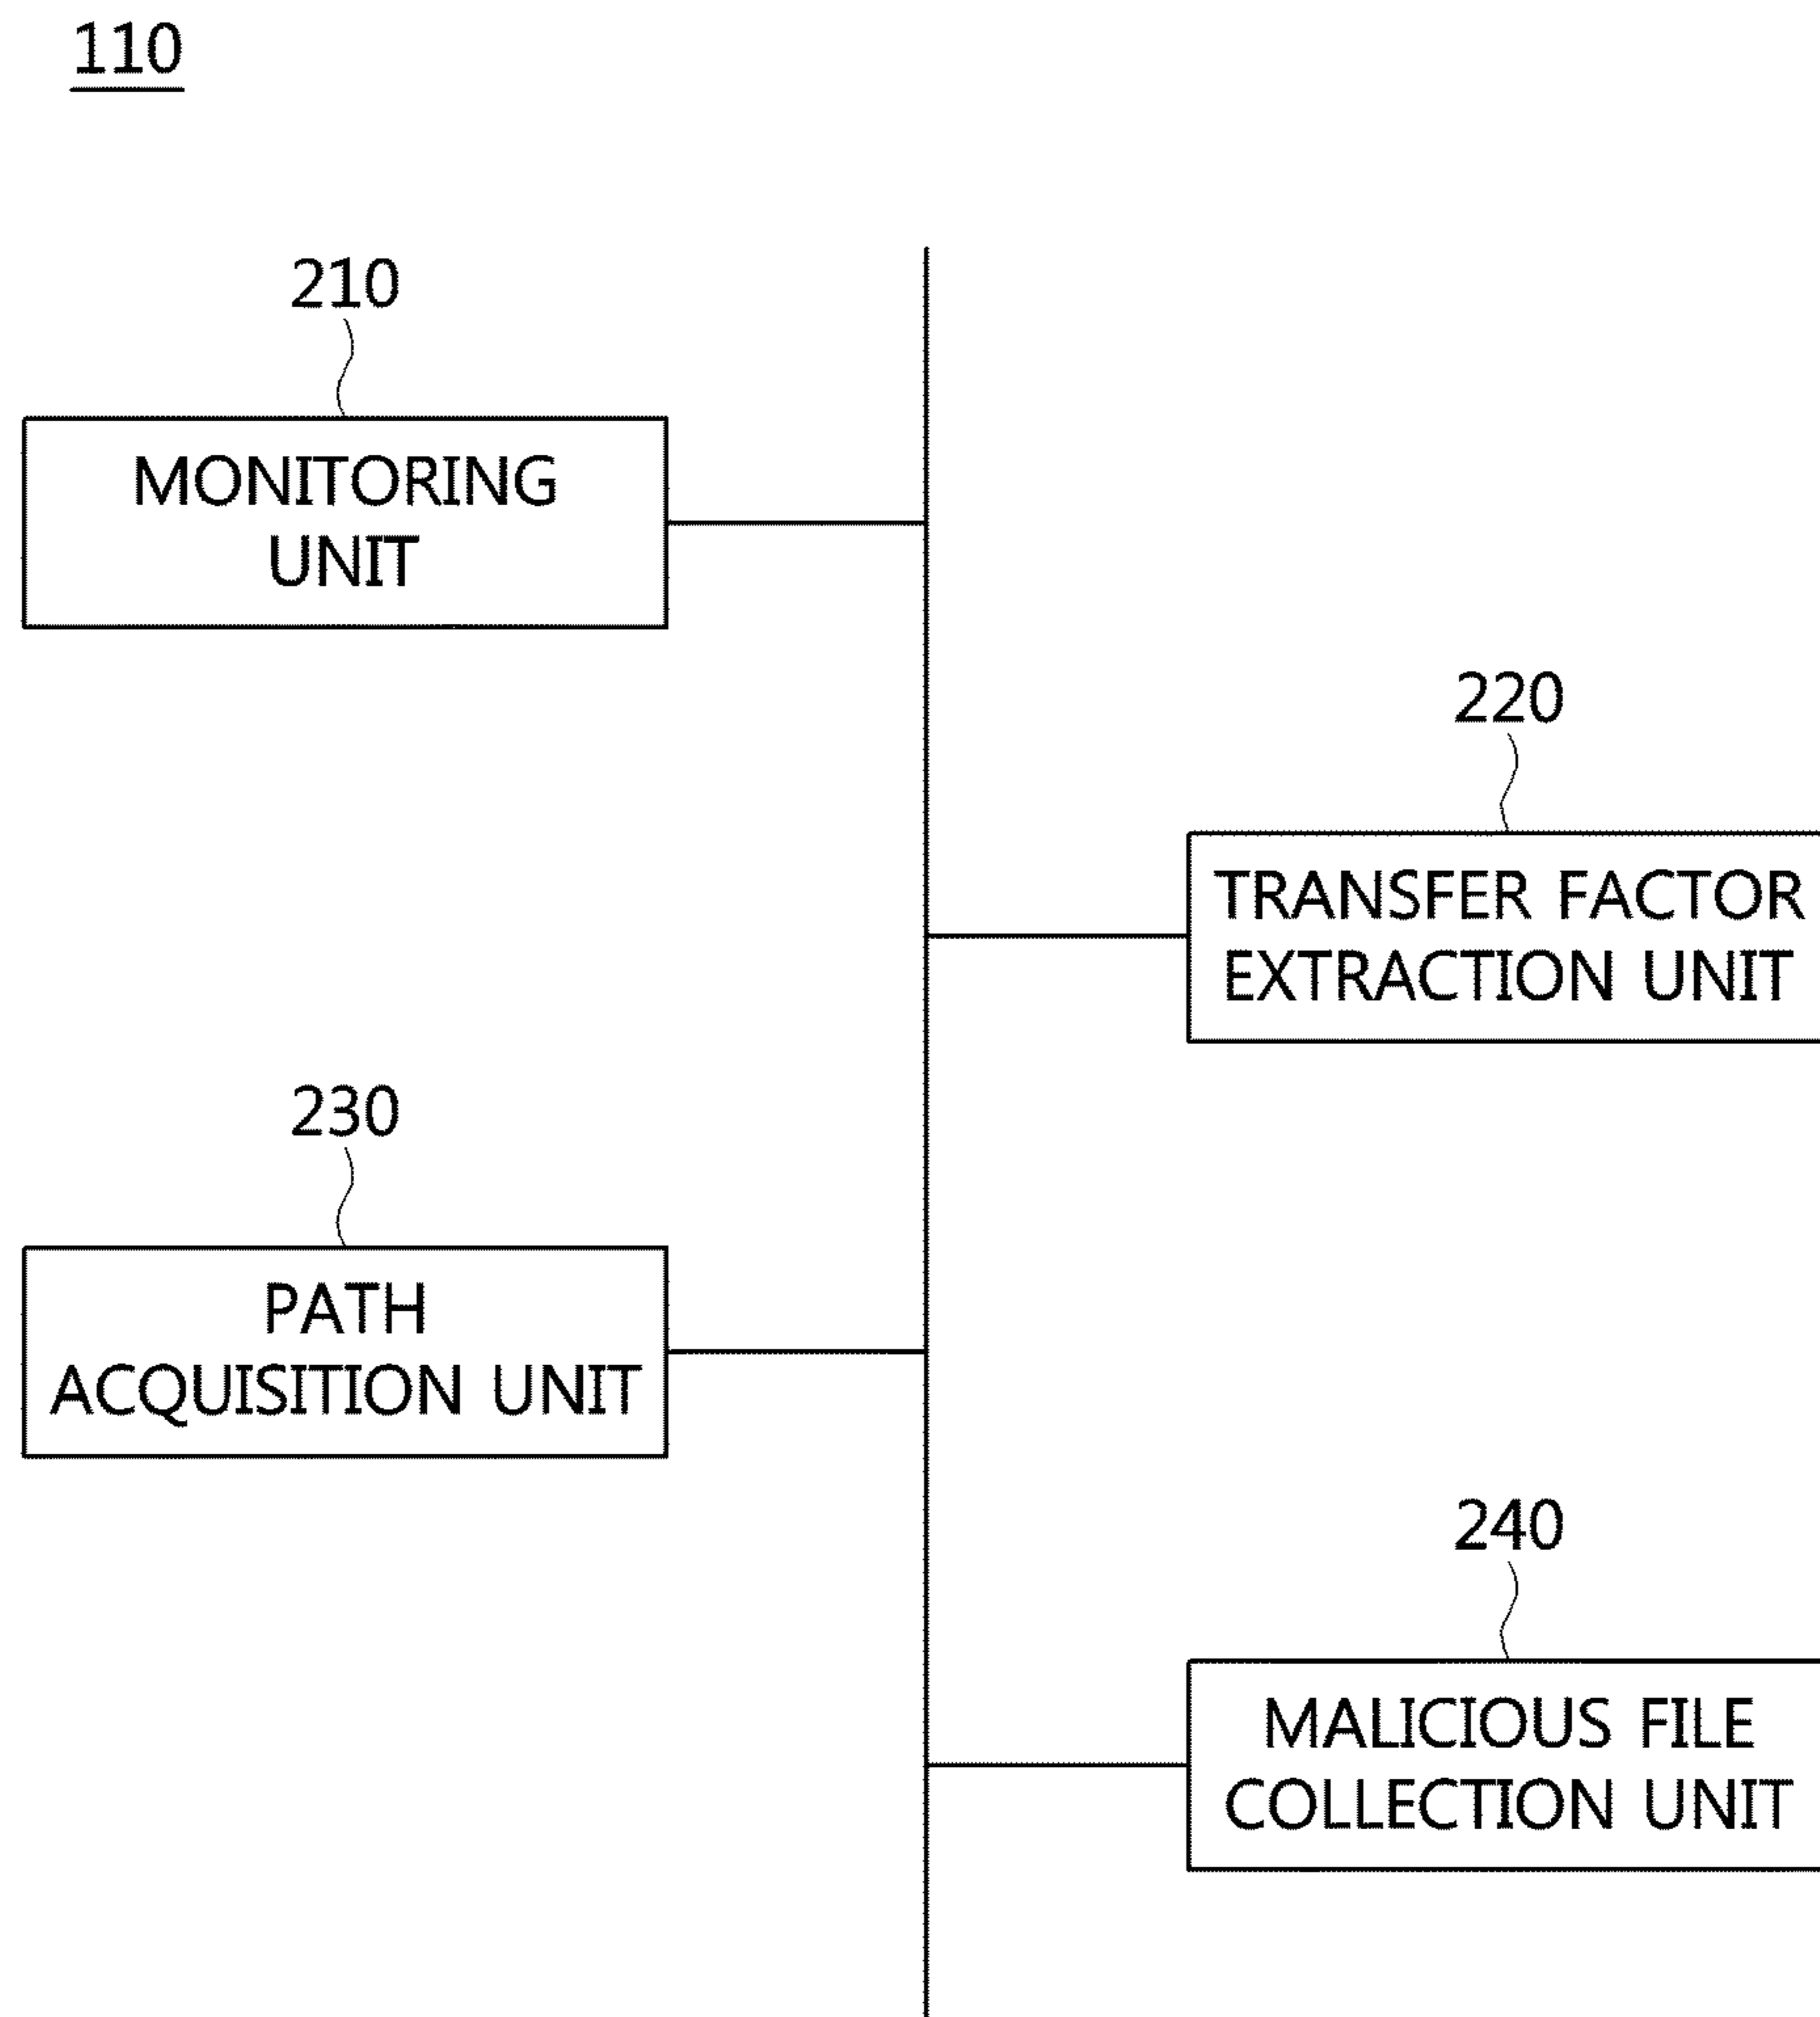 110
210
MONITORING
UNIT
220
TRANSFER FACTOR
EXTRACTION UNIT
230
PATH
ACQUISITION UNIT
240
MALICIOUS FILE
COLLECTION UNIT